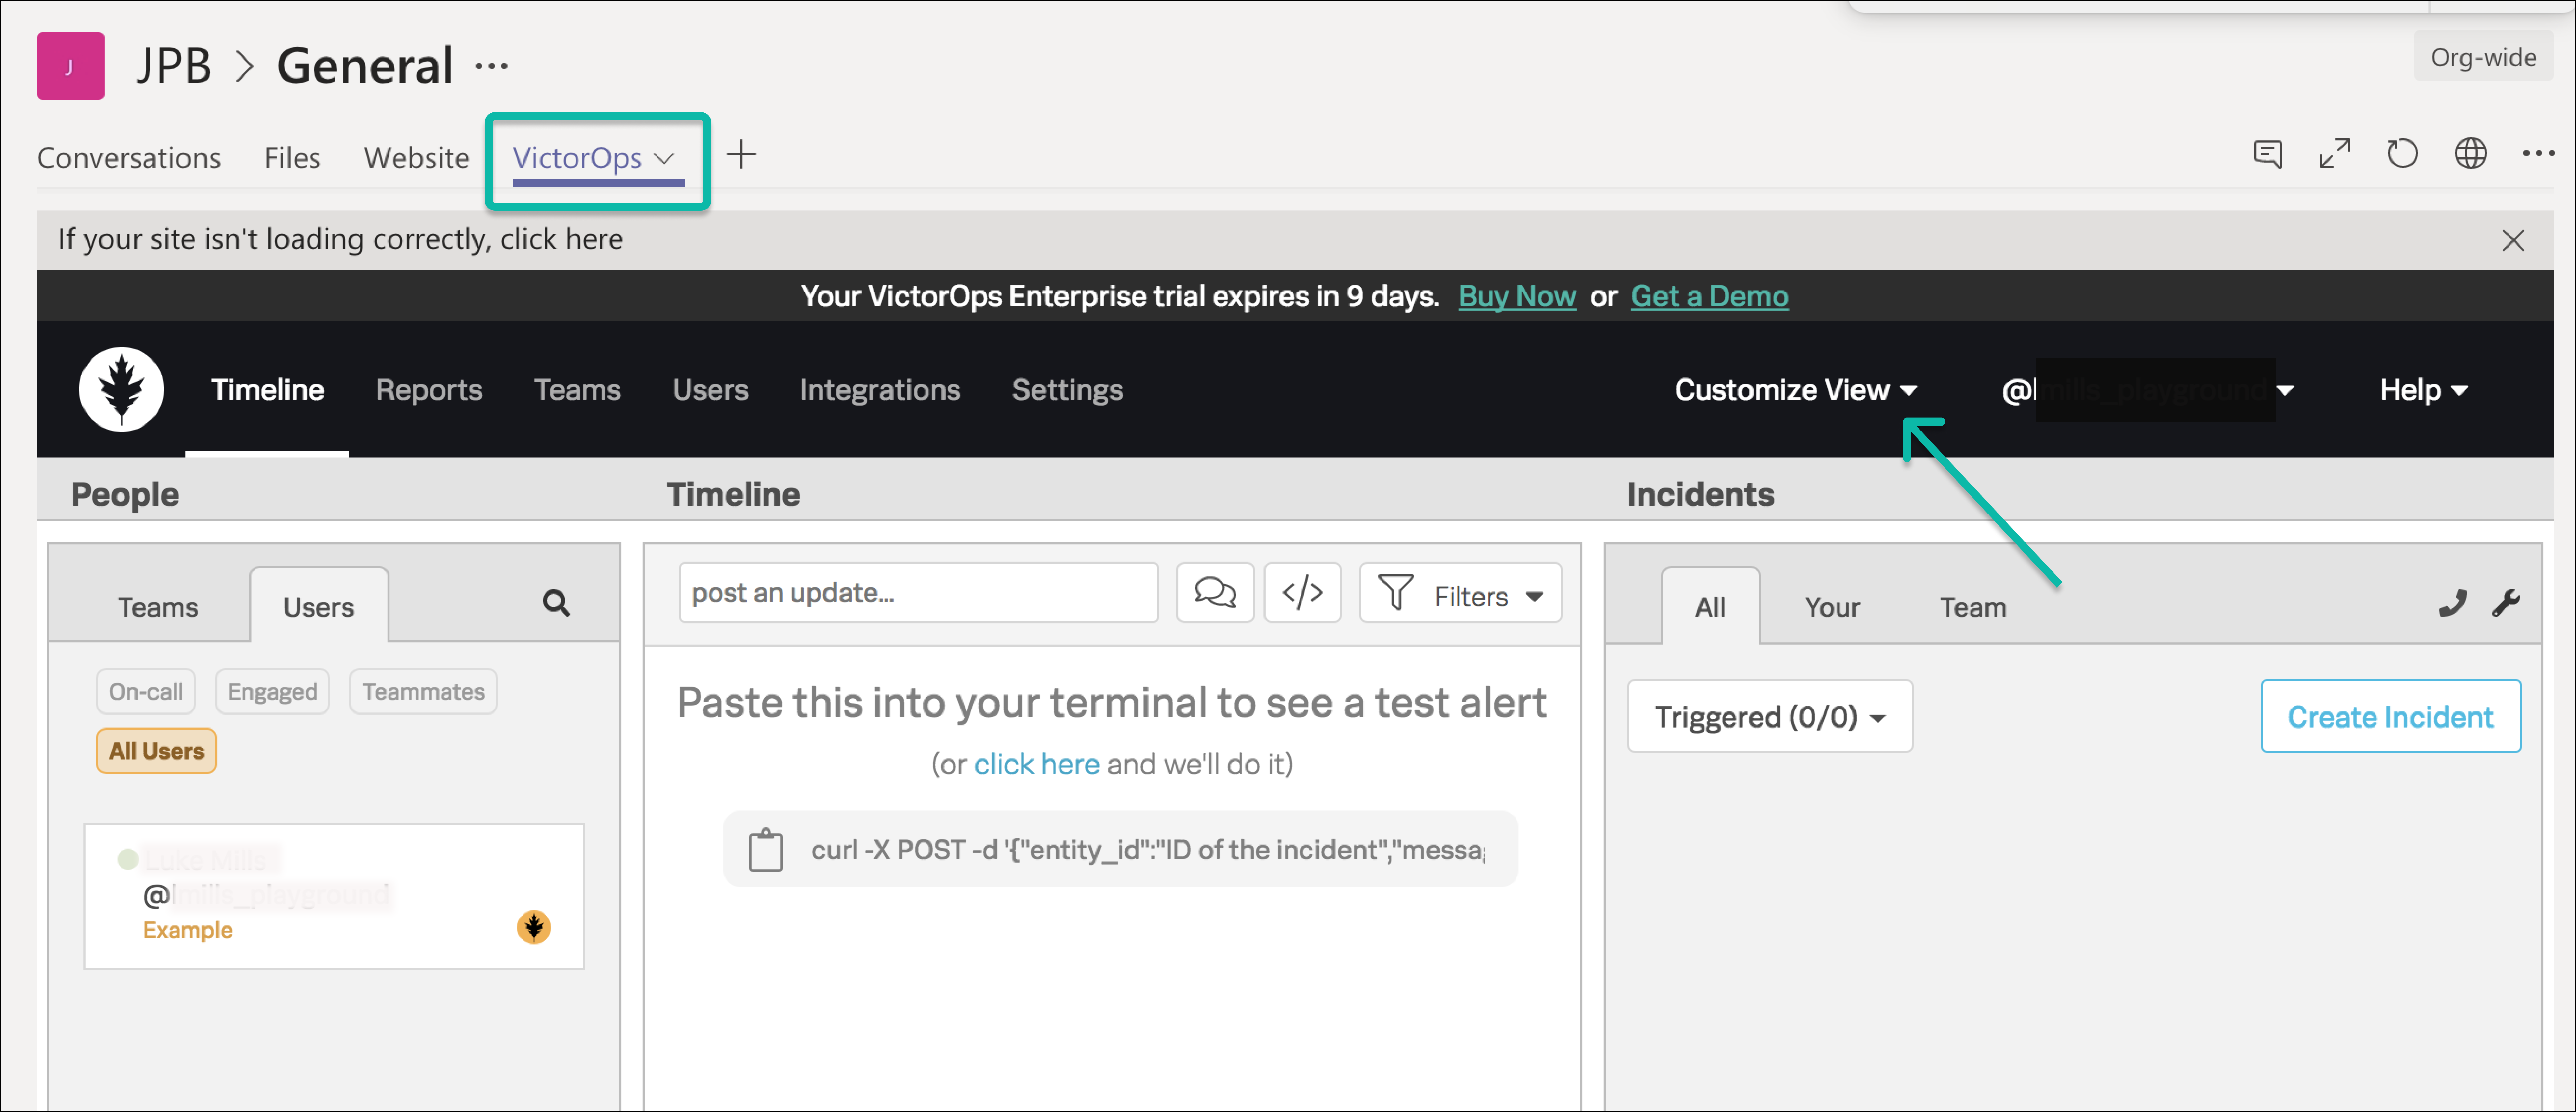 J
JPB > General ...
Org-wide
Conversations Files Website VictorOps +
If your site isn't loading correctly, click here
Your VictorOps Enterprise trial expires in 9 days. Buy Now or Get a Demo
Timeline Reports Teams Users Integrations Settings Customize View @lmills_playground Help
People Timeline Incidents
Teams Users
post an update...
</> Filters
All Your Team
On-call Engaged Teammates
All Users
Paste this into your terminal to see a test alert
(or click here and we'll do it)
curl -X POST -d '{"entity_id":"ID of the incident","messa
Triggered (0/0) Create Incident
Luke Mills
@lmills_playground
Example